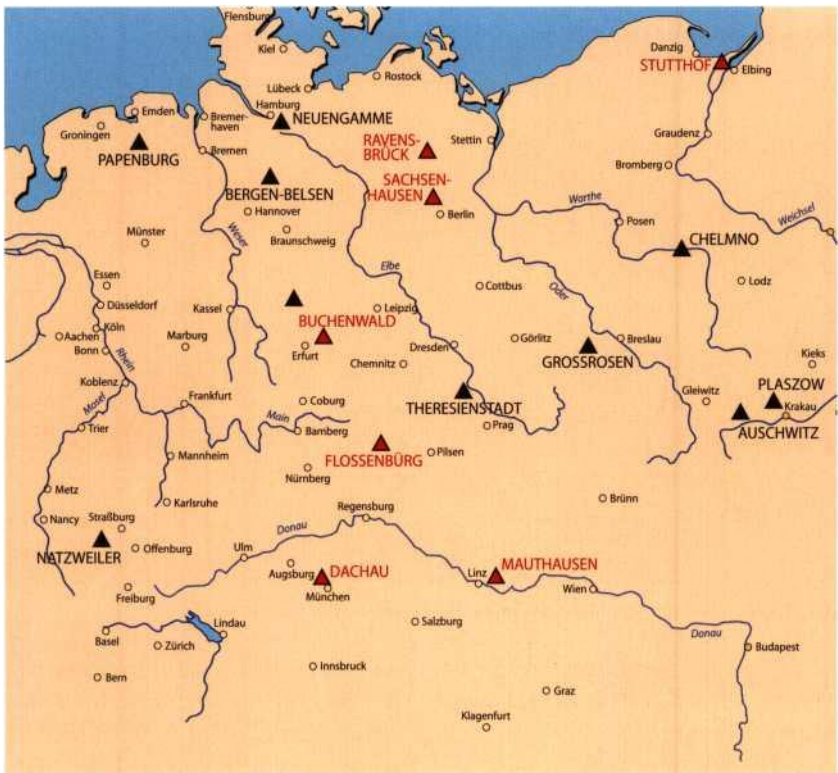 Flensburg
Kiel
Danzig
STUTTHOF
Elbing
Rostock
Lübeck
Hamburg
NEUENGAMME
Emden
Bremer-
haven
Groningen
PAPENBURG
Bremen
RAVENS-
BRÜCK
Stettin
Graudenz
Bromberg
BERGEN-BELSEN
SACHSEN-
HAUSEN
Berlin
Warthe
Posen
Weichsel
Hannover
Braunschweig
Weser
Münster
CHELMNO
Elbe
Essen
Cottbus
Oder
Lodz
Düsseldorf
Kassel
Leipzig
BUCHENWALD
Köln
Aachen
Bonn
Marburg
Erfurt
Chemnitz
Dresden
Görlitz
GROSSROSEN
Breslau
Kieks
Rhein
Koblenz
Frankfurt
Coburg
THERESIENSTADT
Gleiwitz
PLASZOW
Krakau
AUSCHWITZ
Mosel
Main
Trier
Bamberg
Prag
Mannheim
FLOSSENBÜRG
Pilsen
Nürnberg
Metz
Karlsruhe
Brünn
Nancy
Straßburg
Regensburg
Donau
NATZWEILER
Offenburg
Ulm
Augsburg
DACHAU
München
Linz
MAUTHAUSEN
Wien
Freiburg
Basel
Lindau
Zürich
Salzburg
Donau
Budapest
Bern
Innsbruck
Graz
Klagenfurt